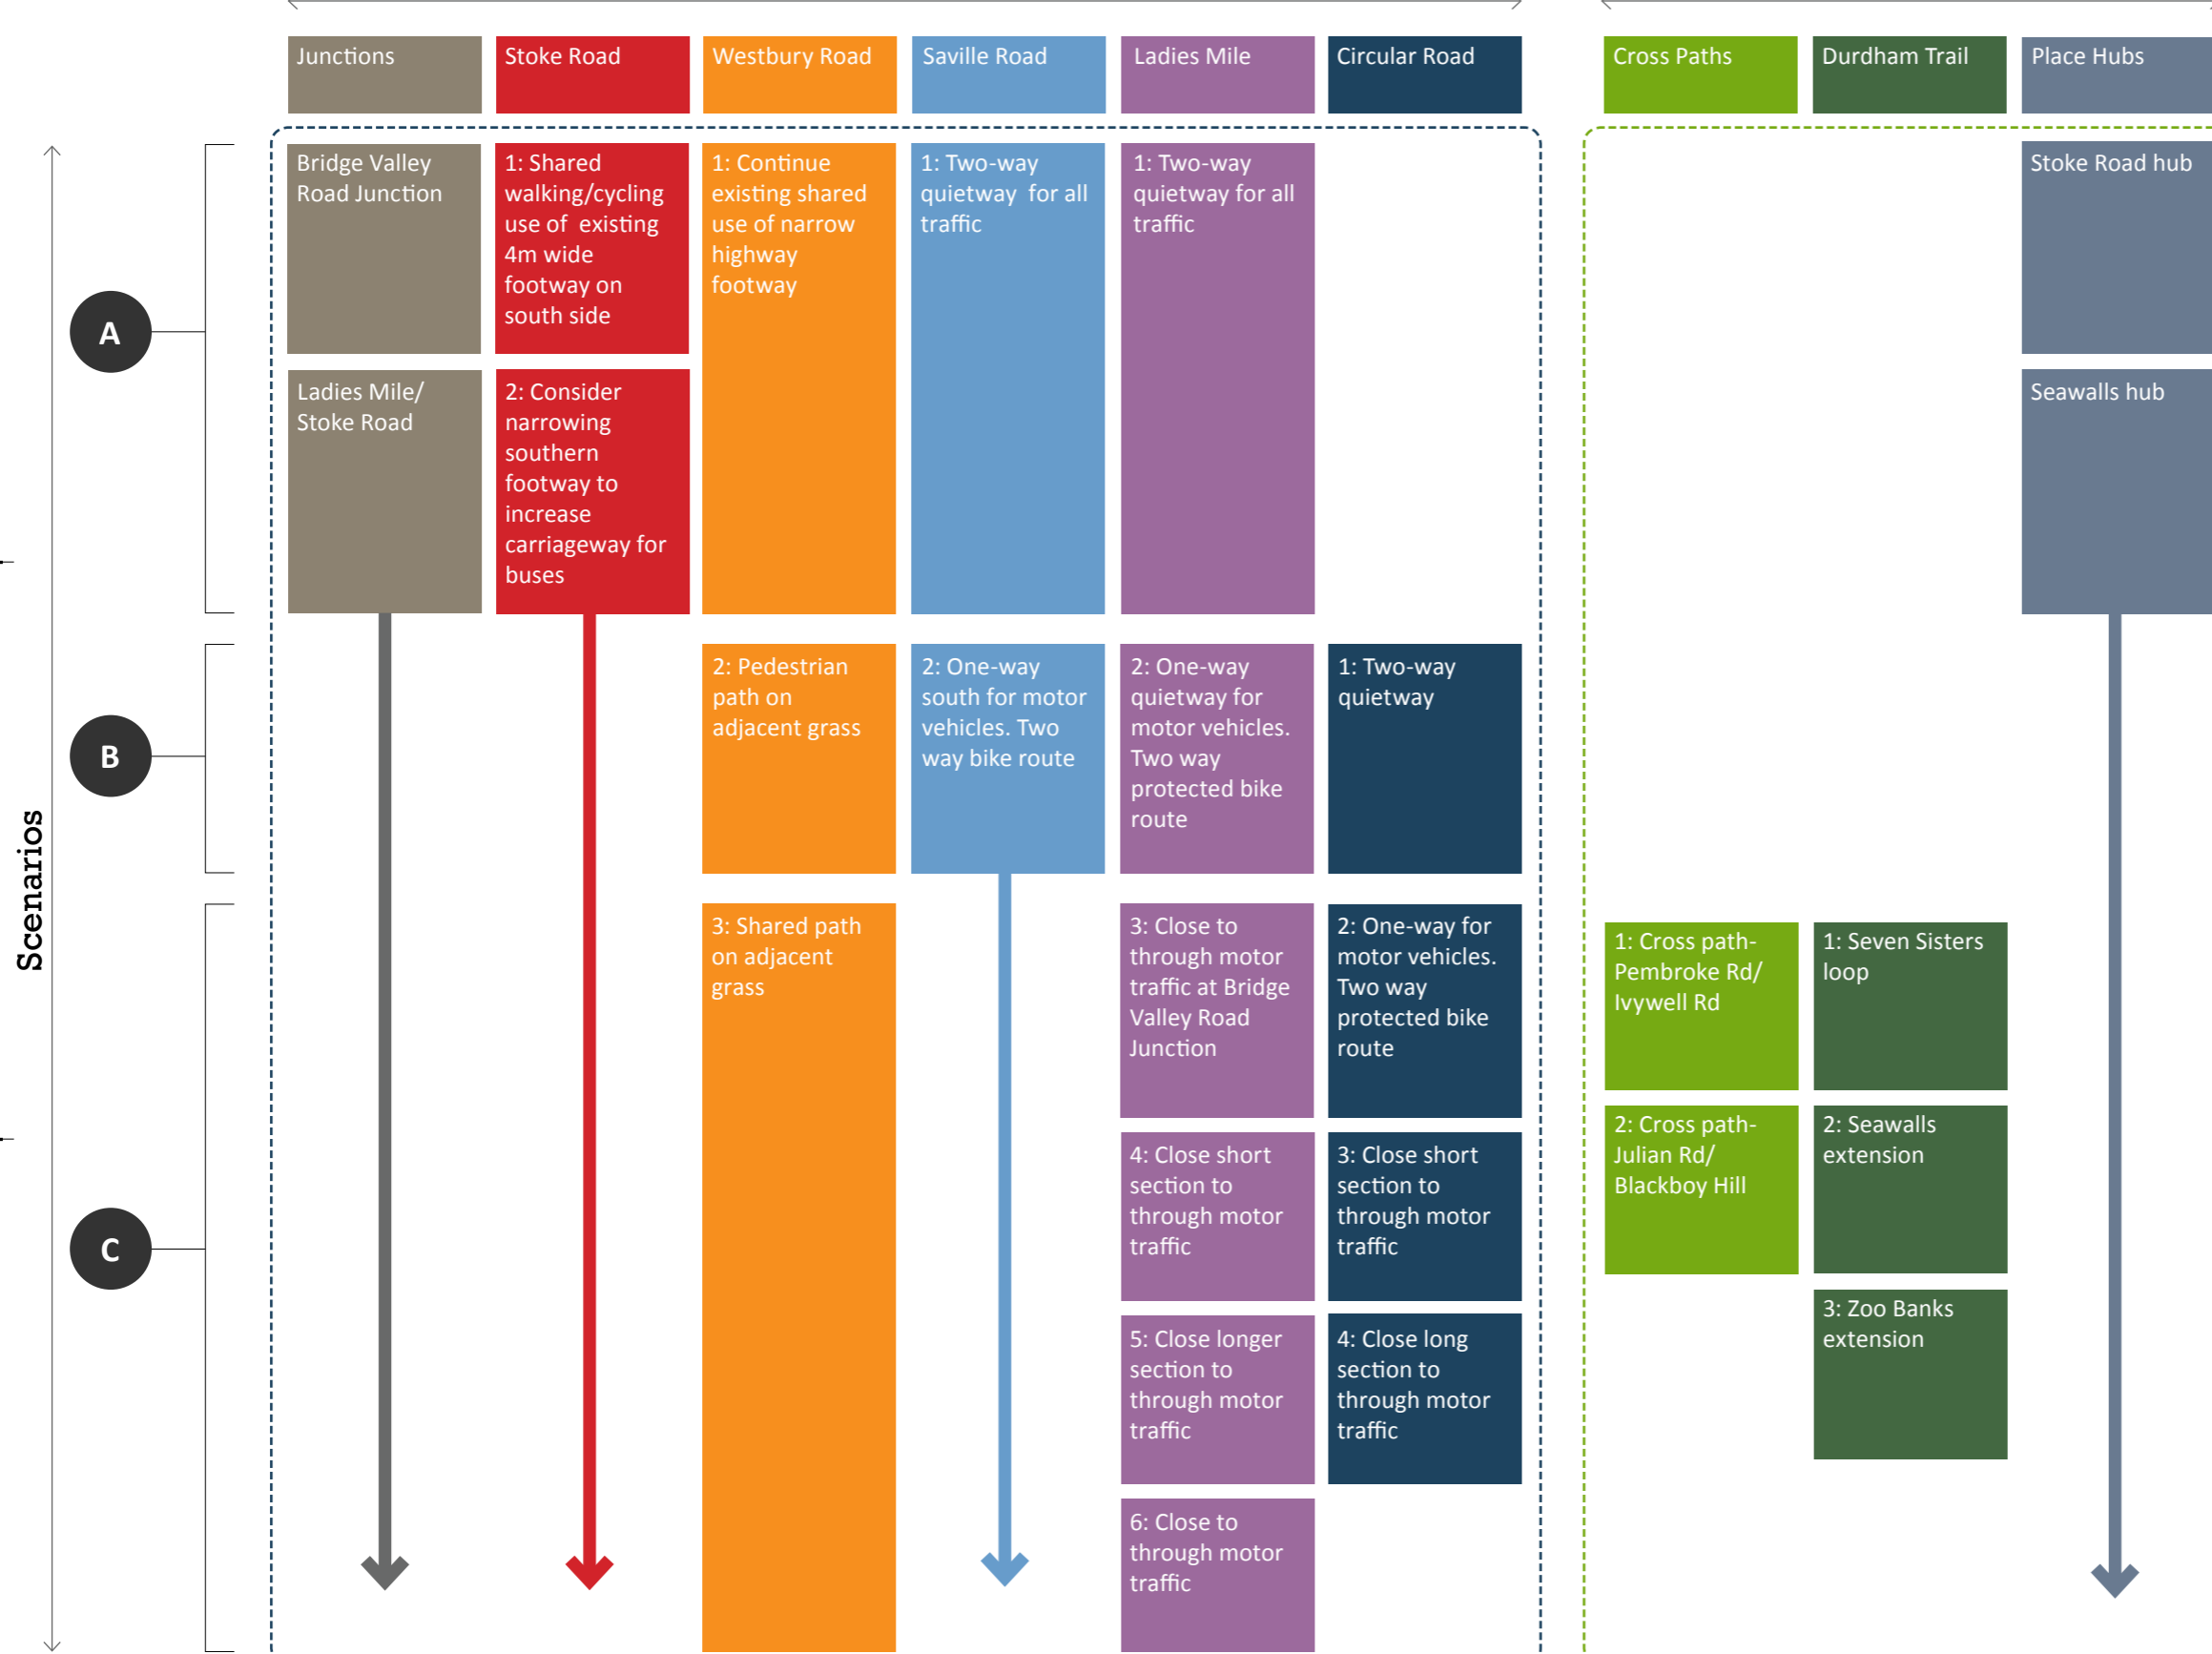 Junctions
Stoke Road
Westbury Road
Saville Road
Ladies Mile
Circular Road
Cross Paths
Durdham Trail
Place Hubs
Scenarios
A
Bridge Valley
Road Junction
Ladies Mile/
Stoke Road
1: Shared
walking/cycling
use of existing
4m wide
footway on
south side
2: Consider
narrowing
southern
footway to
increase
carriageway for
buses
1: Continue
existing shared
use of narrow
highway
footway
1: Two-way
quietway for all
traffic
1: Two-way
quietway for all
traffic
Stoke Road hub
Seawalls hub
B
2: Pedestrian
path on
adjacent grass
2: One-way
south for motor
vehicles. Two
way bike route
2: One-way
quietway for
motor vehicles.
Two way
protected bike
route
1: Two-way
quietway
C
3: Shared path
on adjacent
grass
3: Close to
through motor
traffic at Bridge
Valley Road
Junction
4: Close short
section to
through motor
traffic
5: Close longer
section to
through motor
traffic
6: Close to
through motor
traffic
2: One-way for
motor vehicles.
Two way
protected bike
route
3: Close short
section to
through motor
traffic
4: Close long
section to
through motor
traffic
1: Cross path-
Pembroke Rd/
Ivywell Rd
2: Cross path-
Julian Rd/
Blackboy Hill
1: Seven Sisters
loop
2: Seawalls
extension
3: Zoo Banks
extension